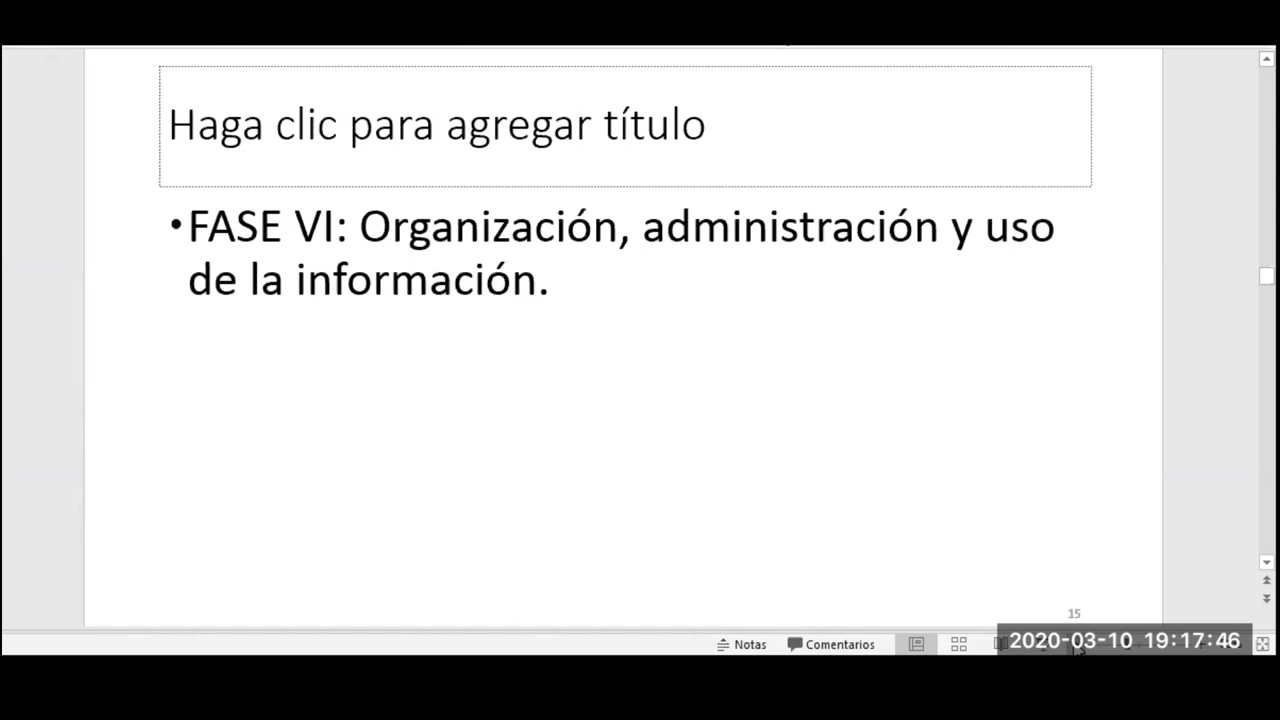 Haga clic para agregar título
•FASE VI: Organización, administración y uso
de la información.
15
Notas
Comentarios
2020-03-10 19:17:46